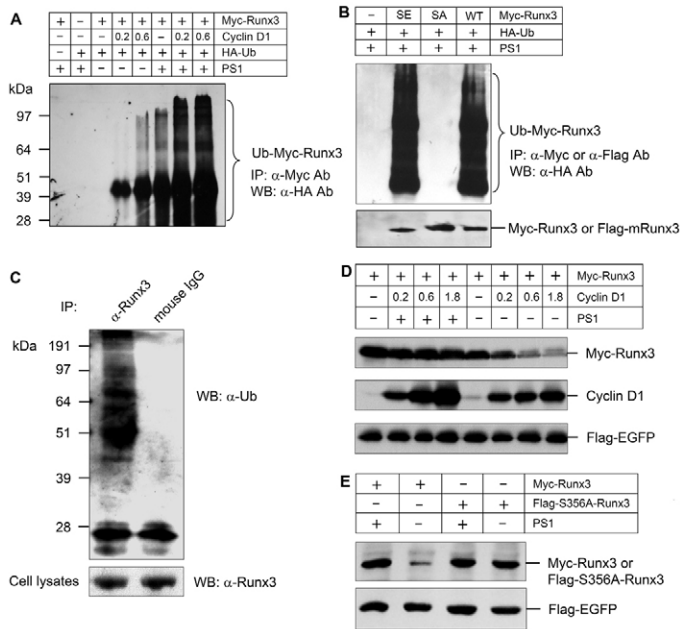 A
+ – + + + + + + Myc-Runx3
– – – 0.2 0.6 – 0.2 0.6 Cyclin D1
– + + + + + + + HA-Ub
+ + – – – + + + PS1
kDa
97
64
51
39
28
Ub-Myc-Runx3
IP: α-Myc Ab
WB: α-HA Ab
B
– SE SA WT Myc-Runx3
+ + + + HA-Ub
+ + + + PS1
Ub-Myc-Runx3
IP: α-Myc or α-Flag Ab
WB: α-HA Ab
Myc-Runx3 or Flag-mRunx3
C
IP: α-Runx3 mouse IgG
kDa
191
97
64
51
39
28
WB: α-Ub
Cell lysates WB: α-Runx3
D
+ + + + + + + + Myc-Runx3
– 0.2 0.6 1.8 – 0.2 0.6 1.8 Cyclin D1
– + + + – – – – PS1
Myc-Runx3
Cyclin D1
Flag-EGFP
E
+ + – – Myc-Runx3
– – + + Flag-S356A-Runx3
+ – + – PS1
Myc-Runx3 or
Flag-S356A-Runx3
Flag-EGFP